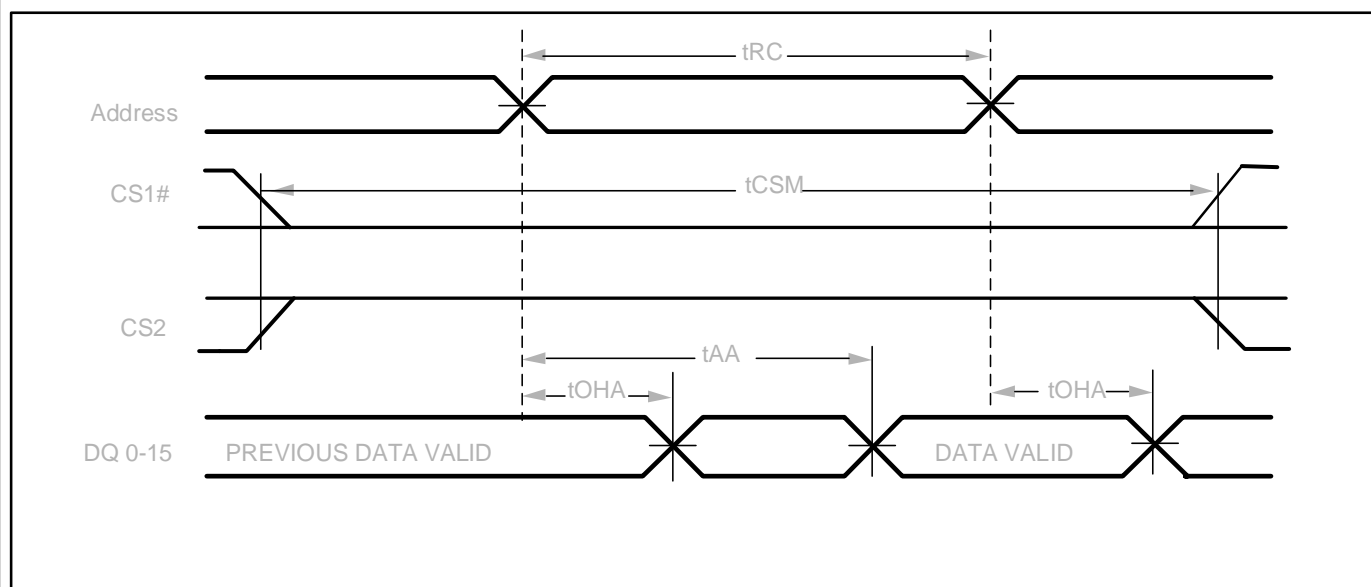 tRC
Address
CS1#
tCSM
CS2
tAA
tOHA
tOHA
DQ 0-15
PREVIOUS DATA VALID
DATA VALID